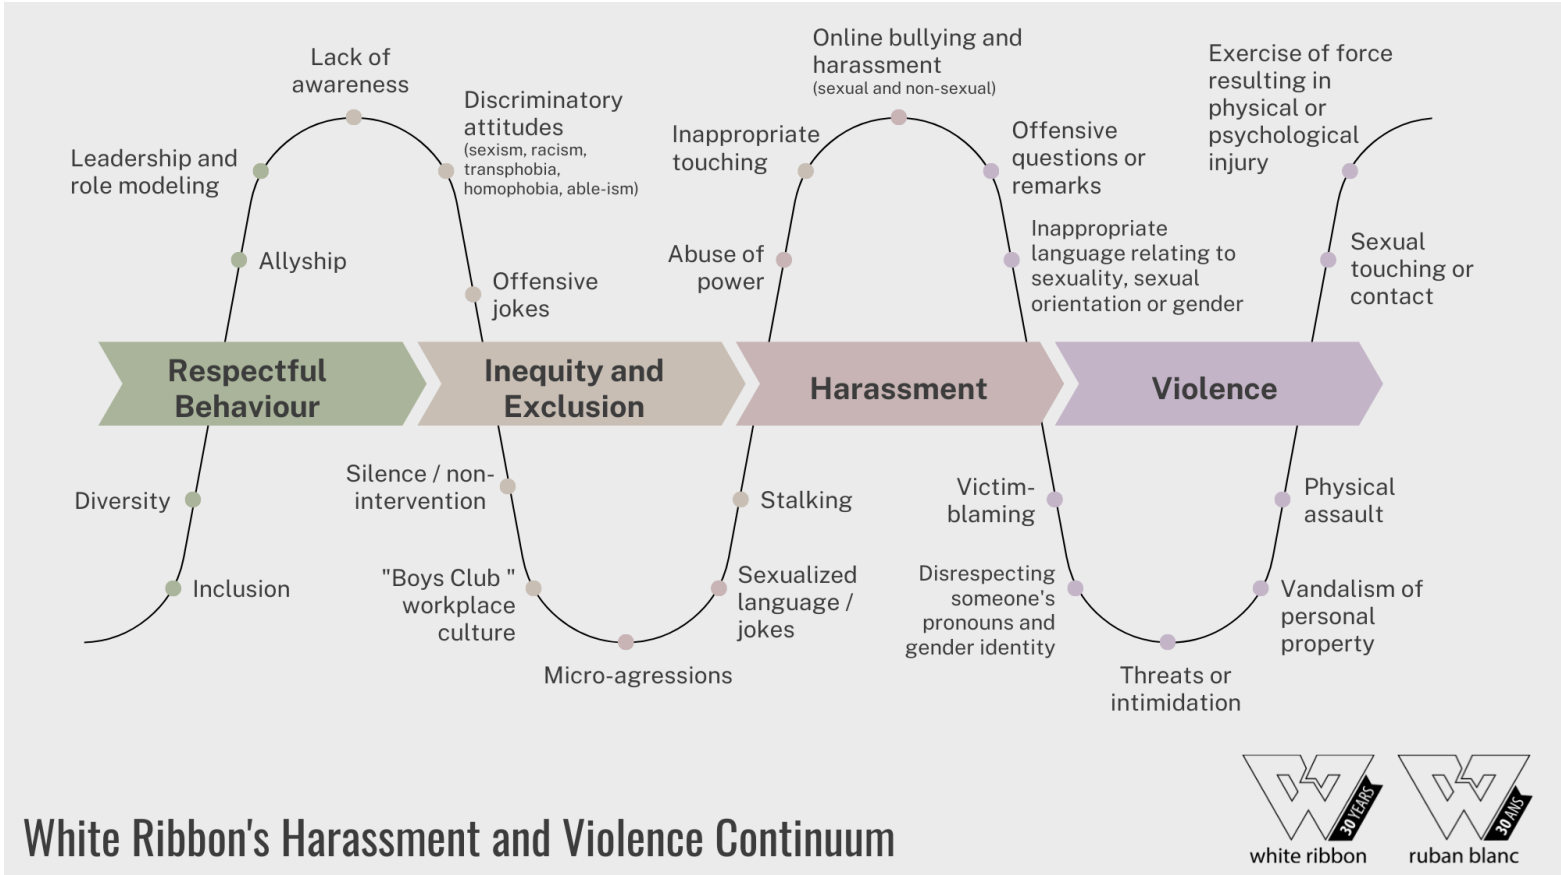 Lack of
awareness
Leadership and
role modeling
Discriminatory
attitudes
(sexism, racism,
transphobia,
homophobia, able-ism)
Allyship
Offensive
jokes
Online bullying and
harassment
(sexual and non-sexual)
Inappropriate
touching
Abuse of
power
Offensive
questions or
remarks
Inappropriate
language relating to
sexuality, sexual
orientation or gender
Exercise of force
resulting in
physical or
psychological
injury
Sexual
touching or
contact
Respectful
Behaviour
Inequity and
Exclusion
Harassment
Violence
Diversity
Inclusion
Silence / non-
intervention
"Boys Club "
workplace
culture
Micro-agressions
Stalking
Sexualized
language /
jokes
Victim-
blaming
Disrespecting
someone's
pronouns and
gender identity
Threats or
intimidation
Physical
assault
Vandalism of
personal
property
White Ribbon's Harassment and Violence Continuum
30 YEARS
white ribbon
30 ANS
ruban blanc